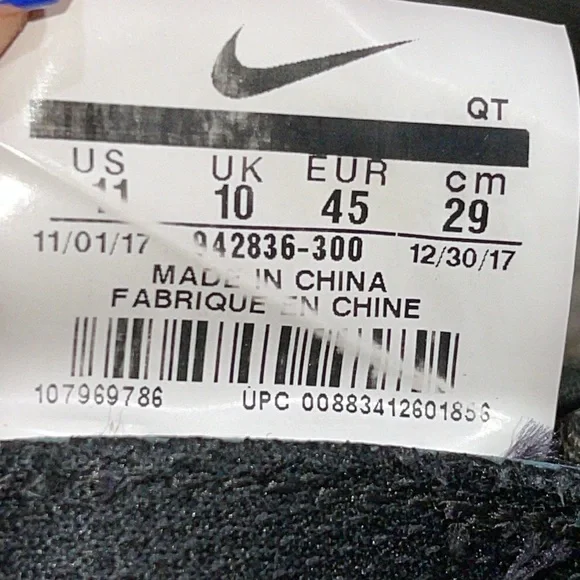 QT
US UK EUR cm
11 10 45 29
11/01/17 942836-300 12/30/17
MADE IN CHINA
FABRIQUE EN CHINE
107969786 UPC 00883412601856